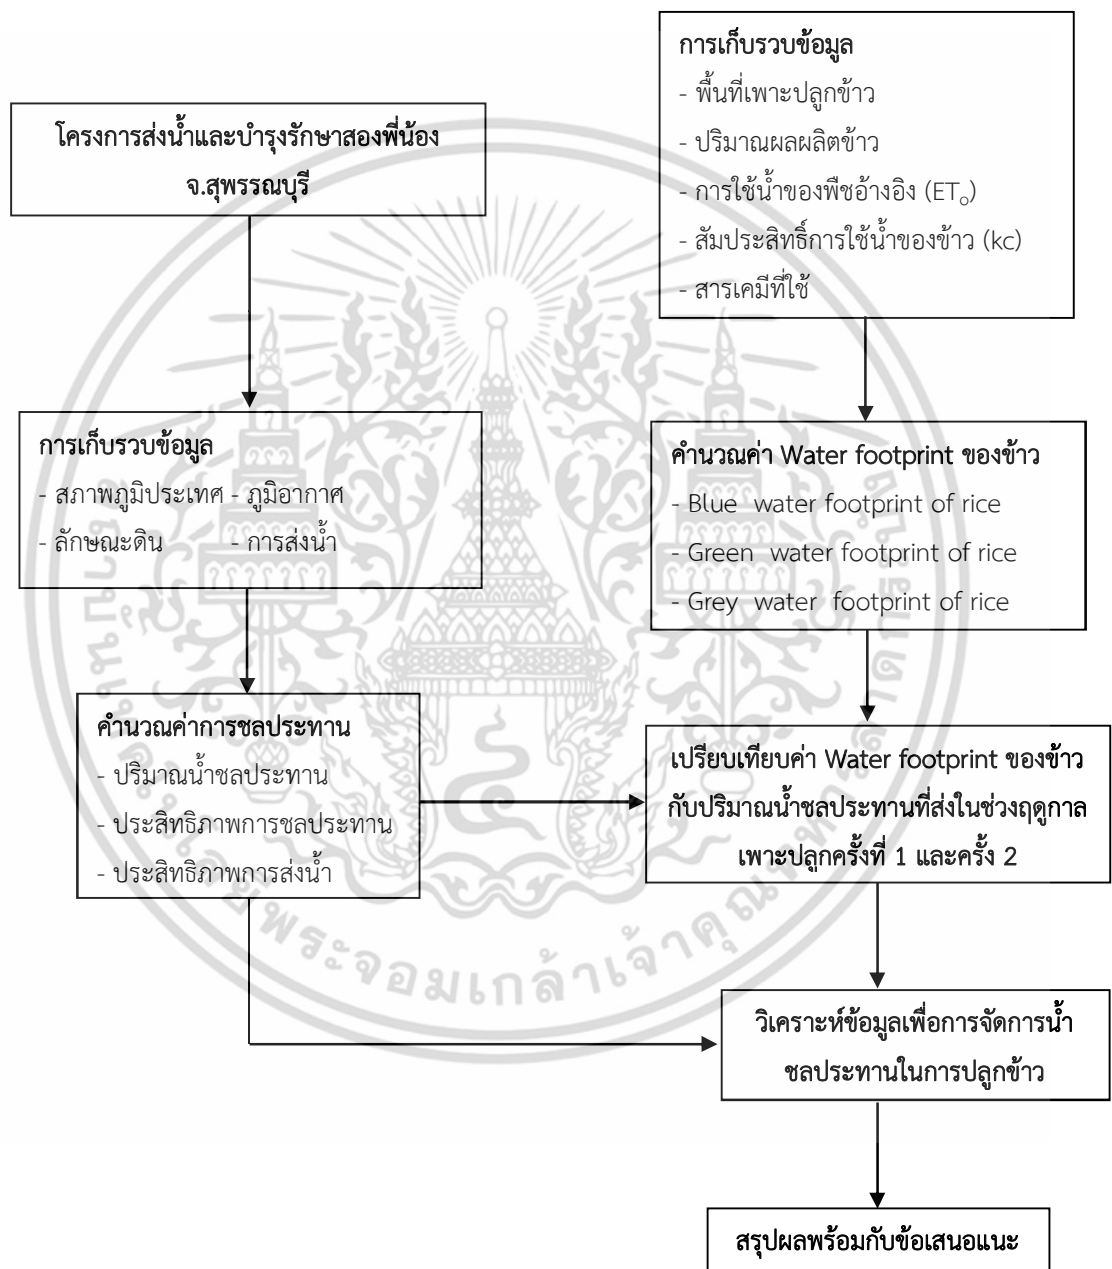 การเก็บรวบข้อมูล
- พื้นที่เพาะปลูกข้าว
- ปริมาณผลผลิตข้าว
- การใช้น้ำของพืชอ้างอิง (ETo)
- สัมประสิทธิ์การใช้น้ำของข้าว (kc)
- สารเคมีที่ใช้
โครงการส่งน้ำและบำรุงรักษาสองพี่น้อง
จ.สุพรรณบุรี
การเก็บรวบข้อมูล
- สภาพภูมิประเทศ - ภูมิอากาศ
- ลักษณะดิน - การส่งน้ำ
คำนวณค่า Water footprint ของข้าว
- Blue water footprint of rice
- Green water footprint of rice
- Grey water footprint of rice
คำนวณค่าการชลประทาน
- ปริมาณน้ำชลประทาน
- ประสิทธิภาพการชลประทาน
- ประสิทธิภาพการส่งน้ำ
เปรียบเทียบค่า Water footprint ของข้าว
กับปริมาณน้ำชลประทานที่ส่งในช่วงฤดูกาล
เพาะปลูกครั้งที่ 1 และครั้ง 2
วิเคราะห์ข้อมูลเพื่อการจัดการน้ำ
ชลประทานในการปลูกข้าว
สรุปผลพร้อมกับข้อเสนอแนะ
พระจอมเกล้าเจ้าคุณทหาร